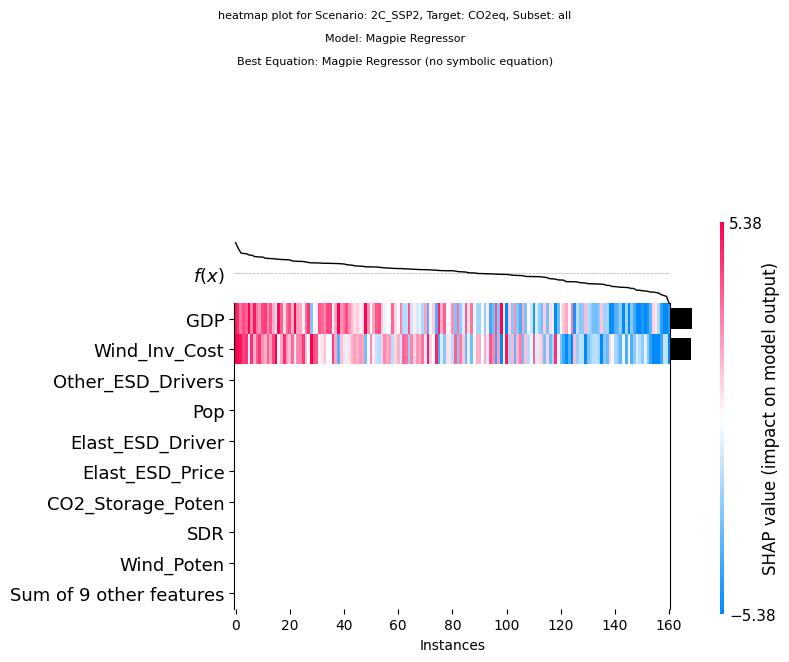 heatmap plot for Scenario: 2C_SSP2, Target: CO2eq, Subset: all
Model: Magpie Regressor
Best Equation: Magpie Regressor (no symbolic equation)
5.38
f(x)
GDP
Wind_Inv_Cost
Other_ESD_Drivers
Pop
Elast_ESD_Driver
Elast_ESD_Price
CO2_Storage_Poten
SDR
Wind_Poten
Sum of 9 other features
SHAP value (impact on model output)
−5.38
0 20 40 60 80 100 120 140 160
Instances